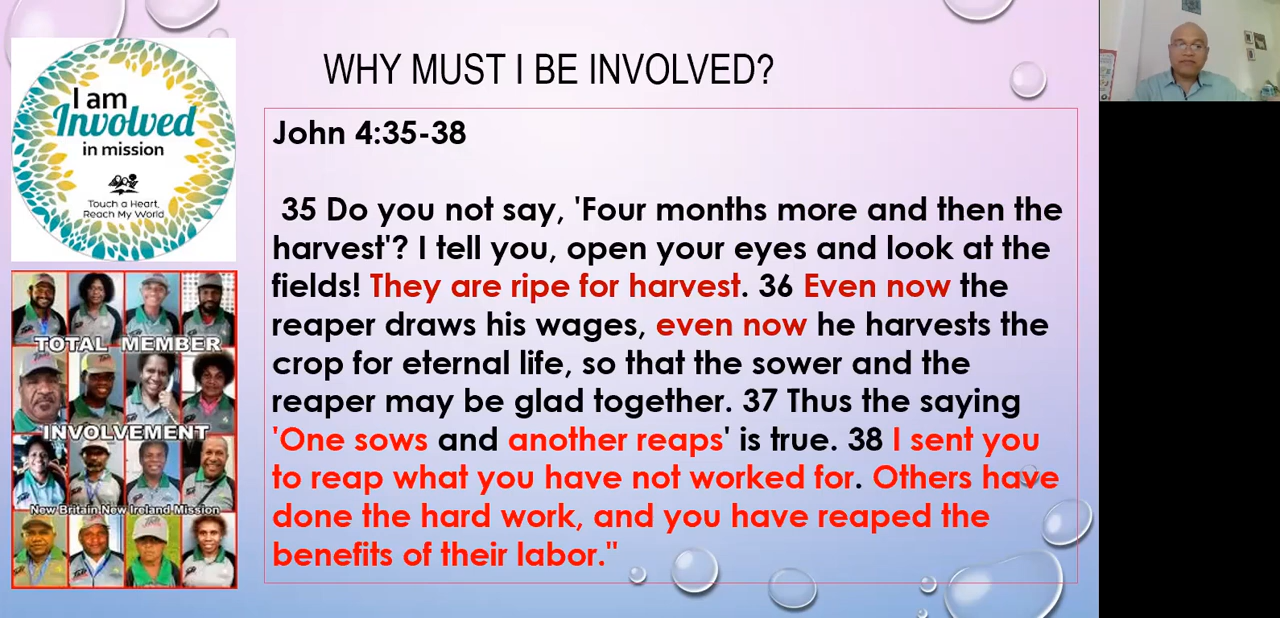 WHY MUST I BE INVOLVED?
I am
Involved
in mission
Touch a Heart,
Reach My World
TOTAL MEMBER
INVOLVEMENT
New Britain New Ireland Mission
John 4:35-38
35 Do you not say, 'Four months more and then the
harvest'? I tell you, open your eyes and look at the
fields! They are ripe for harvest. 36 Even now the
reaper draws his wages, even now he harvests the
crop for eternal life, so that the sower and the
reaper may be glad together. 37 Thus the saying
'One sows and another reaps' is true. 38 I sent you
to reap what you have not worked for. Others have
done the hard work, and you have reaped the
benefits of their labor."